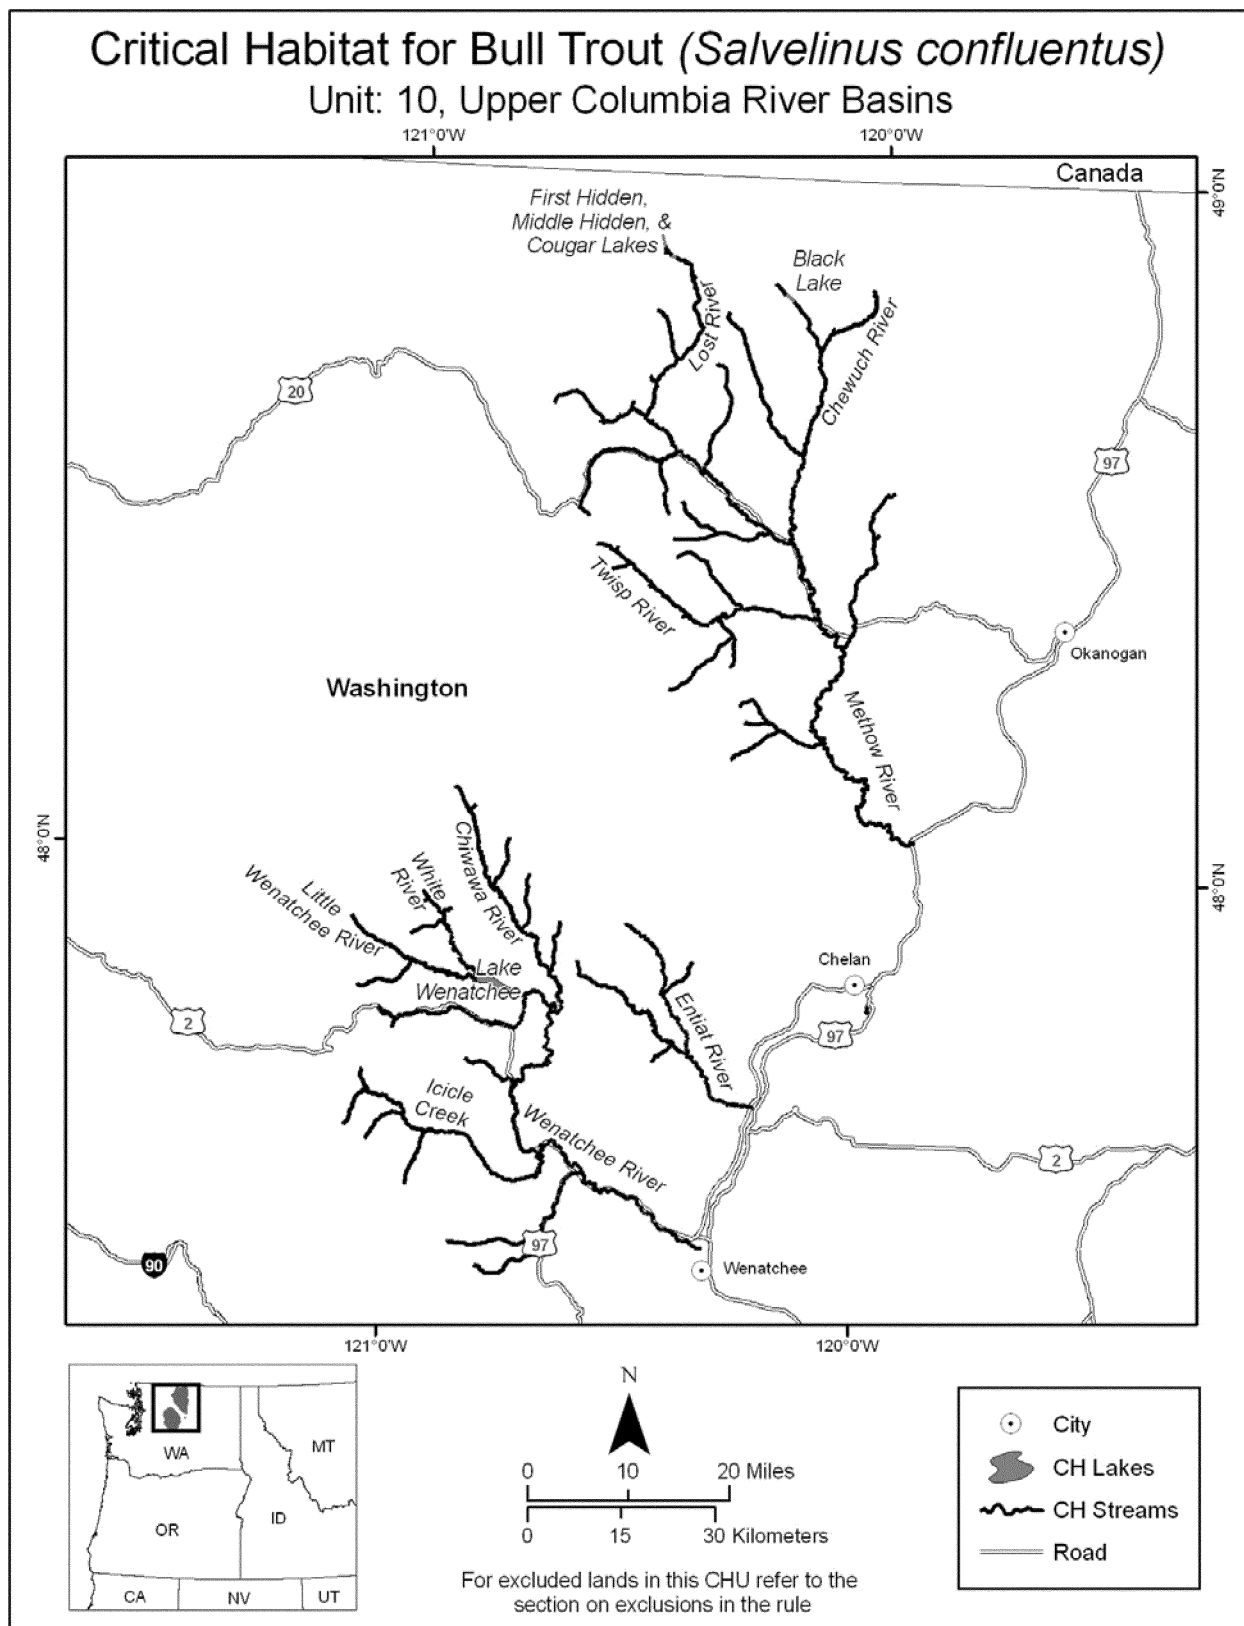 Critical Habitat for Bull Trout (Salvelinus confluentus)
Unit: 10, Upper Columbia River Basins
121°0'W
120°0'W
Canada
49°0'N
First Hidden,
Middle Hidden, &
Cougar Lakes
Black
Lake
Lost River
Chewuch River
20
97
Twisp River
Okanogan
Washington
Methow River
48°0'N
48°0'N
Chiwawa River
White
River
Little
Wenatchee River
Lake
Wenatchee
Chelan
Entiat River
2
97
Icicle
Creek
Wenatchee River
2
97
90
Wenatchee
121°0'W
120°0'W
WA
MT
OR
ID
CA
NV
UT
N
0 10 20 Miles
0 15 30 Kilometers
For excluded lands in this CHU refer to the
section on exclusions in the rule
City
CH Lakes
CH Streams
Road